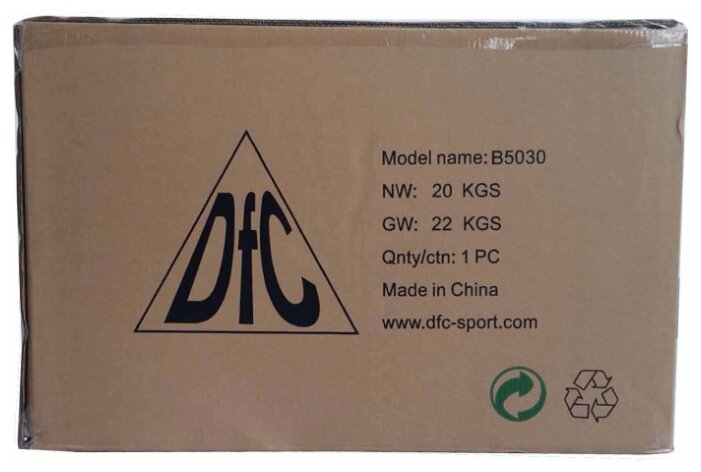 DfC
Model name: B5030
NW: 20 KGS
GW: 22 KGS
Qnty/ctn: 1 PC
Made in China
www.dfc-sport.com